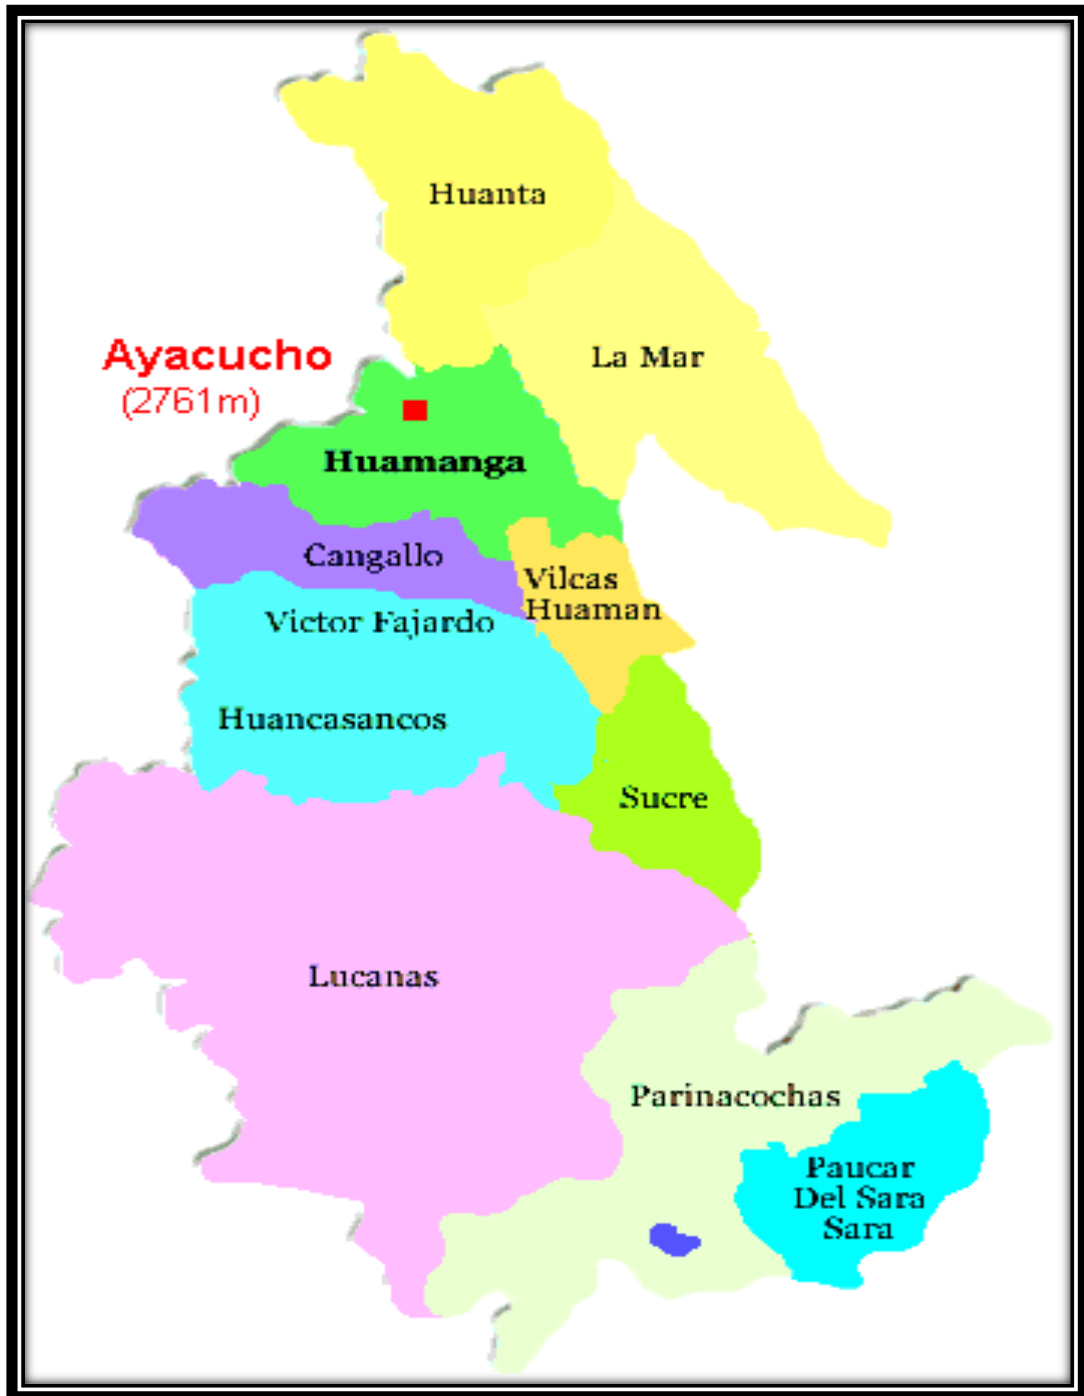 Huanta
Ayacucho
(2761m)
La Mar
Huamanga
Cangallo
Vilcas
Huaman
Victor Fajardo
Huancasancos
Sucre
Lucanas
Parinacochas
Paucar
Del Sara
Sara